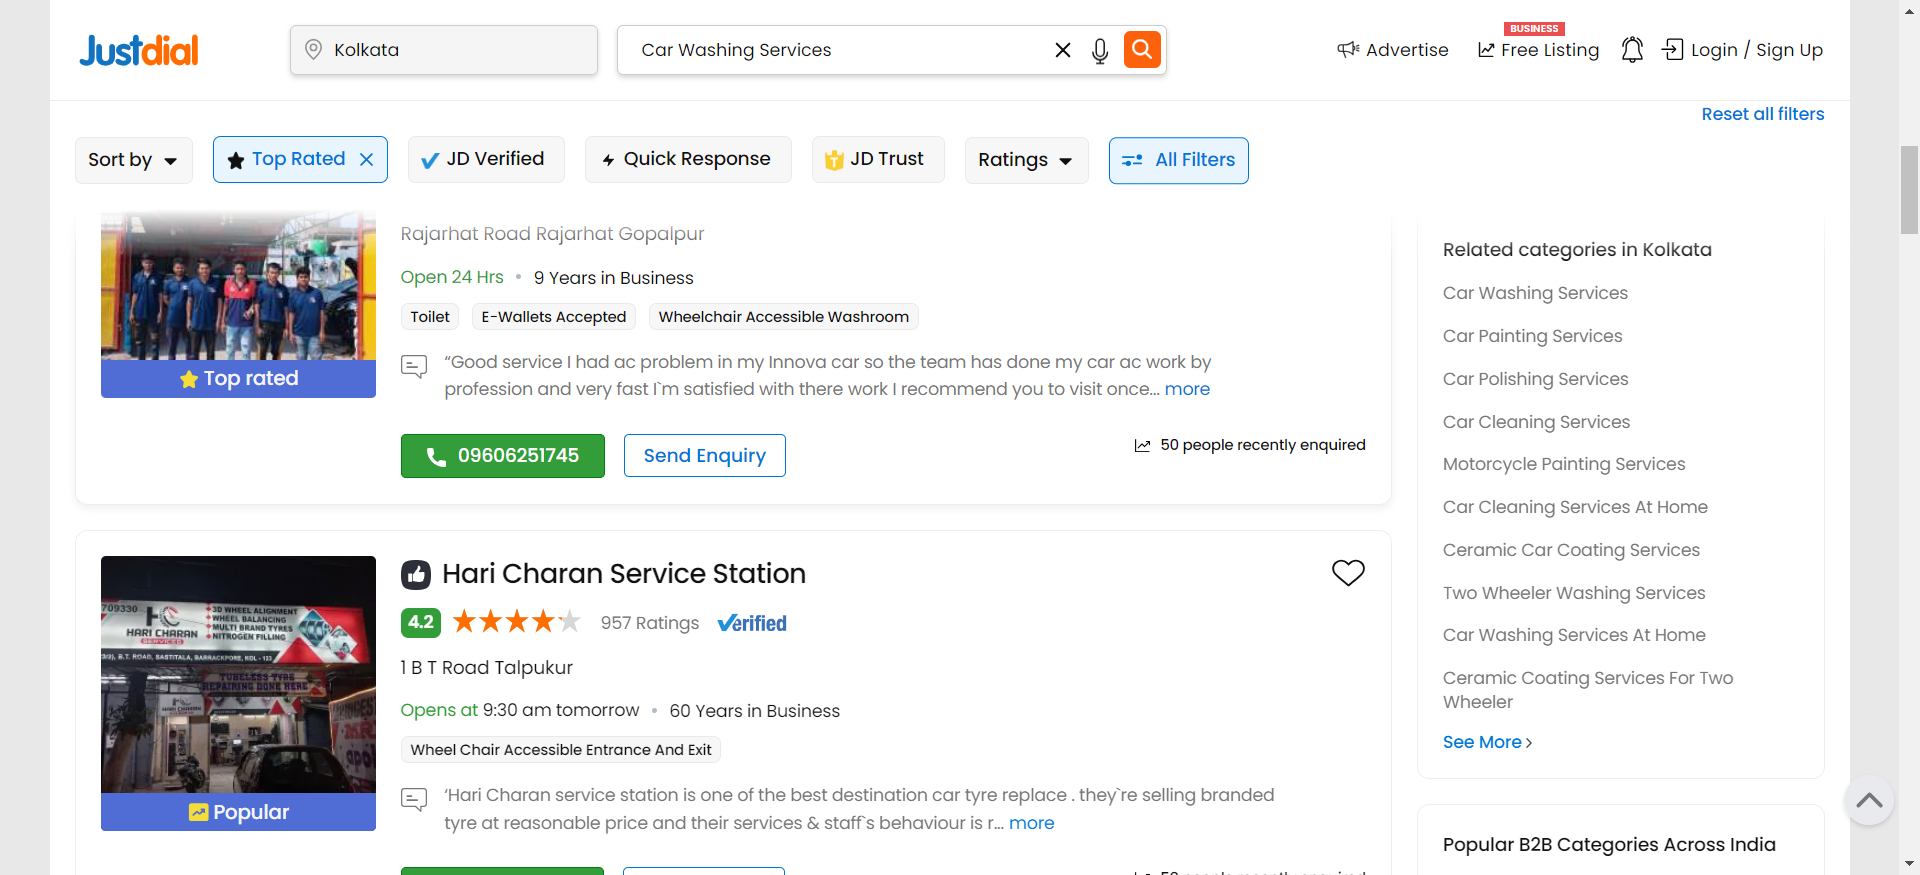 Justdial
Kolkata
Car Washing Services
Advertise
BUSINESS
Free Listing
Login / Sign Up
Reset all filters
Sort by
Top Rated
JD Verified
Quick Response
JD Trust
Ratings
All Filters
Rajarhat Road Rajarhat Gopalpur
Open 24 Hrs • 9 Years in Business
Toilet
E-Wallets Accepted
Wheelchair Accessible Washroom
“Good service I had ac problem in my Innova car so the team has done my car ac work by
profession and very fast I`m satisfied with there work I recommend you to visit once... more
Top rated
09606251745
Send Enquiry
50 people recently enquired
709330
HC
HARI CHARAN
SERVICES
3D WHEEL ALIGNMENT
WHEEL BALANCING
MULTI BRAND TYRES
NITROGEN FILLING
B.T. ROAD, SASTITALA, BARRACKPORE, KOL - 123
TUBELESS TYRE
REPAIRING DONE HERE
HARI CHARAN
Popular
Hari Charan Service Station
4.2
957 Ratings
Verified
1 B T Road Talpukur
Opens at 9:30 am tomorrow • 60 Years in Business
Wheel Chair Accessible Entrance And Exit
‘Hari Charan service station is one of the best destination car tyre replace . they`re selling branded
tyre at reasonable price and their services & staff`s behaviour is r... more
Related categories in Kolkata
Car Washing Services
Car Painting Services
Car Polishing Services
Car Cleaning Services
Motorcycle Painting Services
Car Cleaning Services At Home
Ceramic Car Coating Services
Two Wheeler Washing Services
Car Washing Services At Home
Ceramic Coating Services For Two
Wheeler
See More
Popular B2B Categories Across India